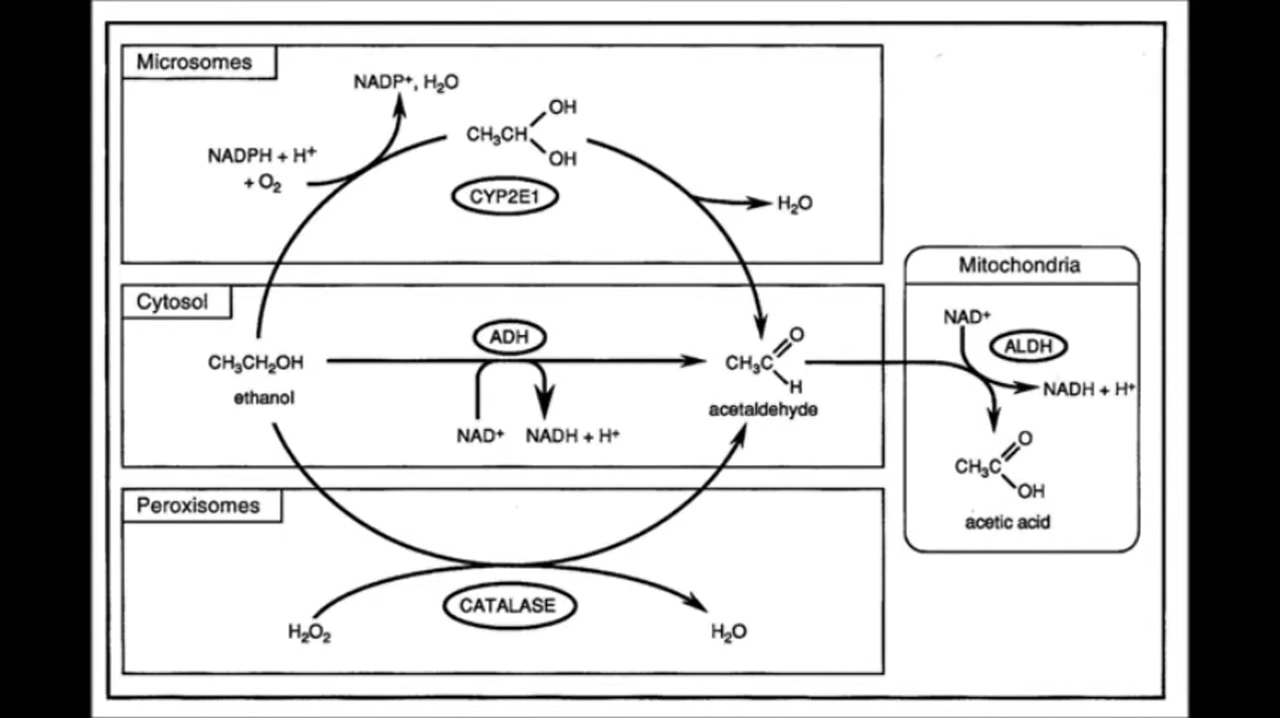 Microsomes
NADP⁺, H₂O
NADPH + H⁺
+ O₂
CH₃CH
OH
OH
CYP2E1
H₂O
Cytosol
ADH
CH₃CH₂OH
ethanol
NAD⁺
NADH + H⁺
CH₃C
O
H
acetaldehyde
Mitochondria
NAD⁺
ALDH
NADH + H⁺
CH₃C
O
OH
acetic acid
Peroxisomes
CATALASE
H₂O₂
H₂O